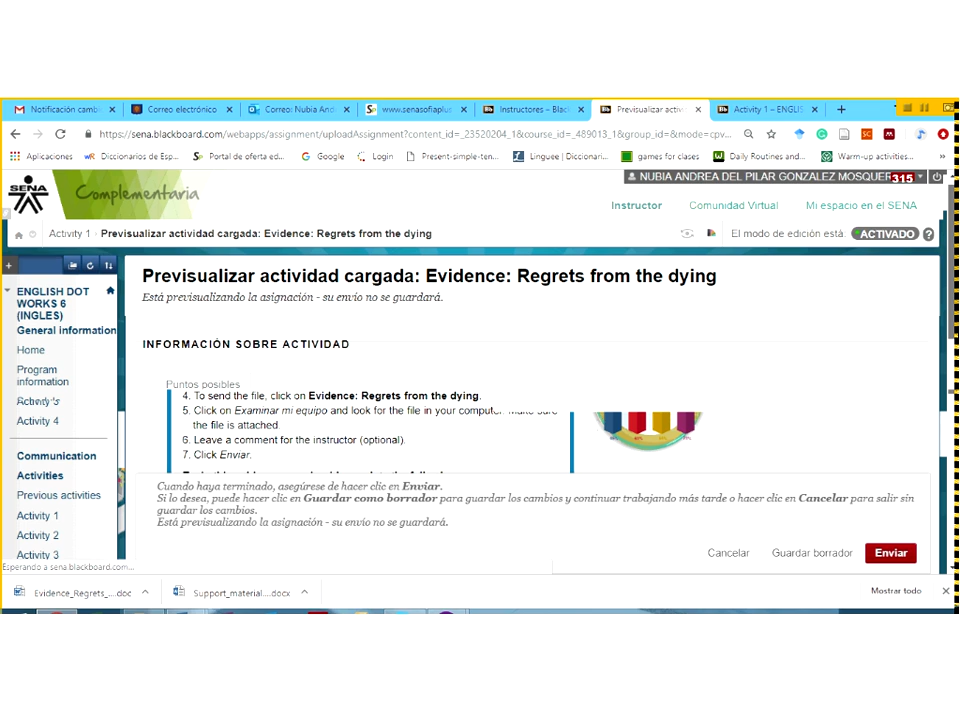 Notificación cambi
Correo electrónico
Correo: Nubia And
www.senasofiaplus
Instructores – Blac
Previsualizar activi
Activity 1 – ENGLIS
https://sena.blackboard.com/webapps/assignment/uploadAssignment?content_id=_23520204_1&course_id=_489013_1&group_id=&mode=cpv...
Aplicaciones
Diccionarios de Esp...
Portal de oferta ed...
Google
Login
Present-simple-ten...
Linguee | Diccionari...
games for clases
Daily Routines and...
Warm-up activities...
SENA
Complementaria
NUBIA ANDREA DEL PILAR GONZALEZ MOSQUER 315
Instructor
Comunidad Virtual
Mi espacio en el SENA
Activity 1
Previsualizar actividad cargada: Evidence: Regrets from the dying
El modo de edición está:
ACTIVADO
ENGLISH DOT
WORKS 6
(INGLES)
General information
Home
Program
information
Activity 4
Communication
Activities
Previous activities
Activity 1
Activity 2
Activity 3
Previsualizar actividad cargada: Evidence: Regrets from the dying
Está previsualizando la asignación - su envío no se guardará.
INFORMACIÓN SOBRE ACTIVIDAD
Puntos posibles
4. To send the file, click on Evidence: Regrets from the dying.
5. Click on Examinar mi equipo and look for the file in your computer. Make sure
the file is attached.
6. Leave a comment for the instructor (optional).
7. Click Enviar.
Cuando haya terminado, asegúrese de hacer clic en Enviar.
Si lo desea, puede hacer clic en Guardar como borrador para guardar los cambios y continuar trabajando más tarde o hacer clic en Cancelar para salir sin
guardar los cambios.
Está previsualizando la asignación - su envío no se guardará.
Cancelar
Guardar borrador
Enviar
Esperando a sena.blackboard.com...
Evidence_Regrets_....doc
Support_material....docx
Mostrar todo